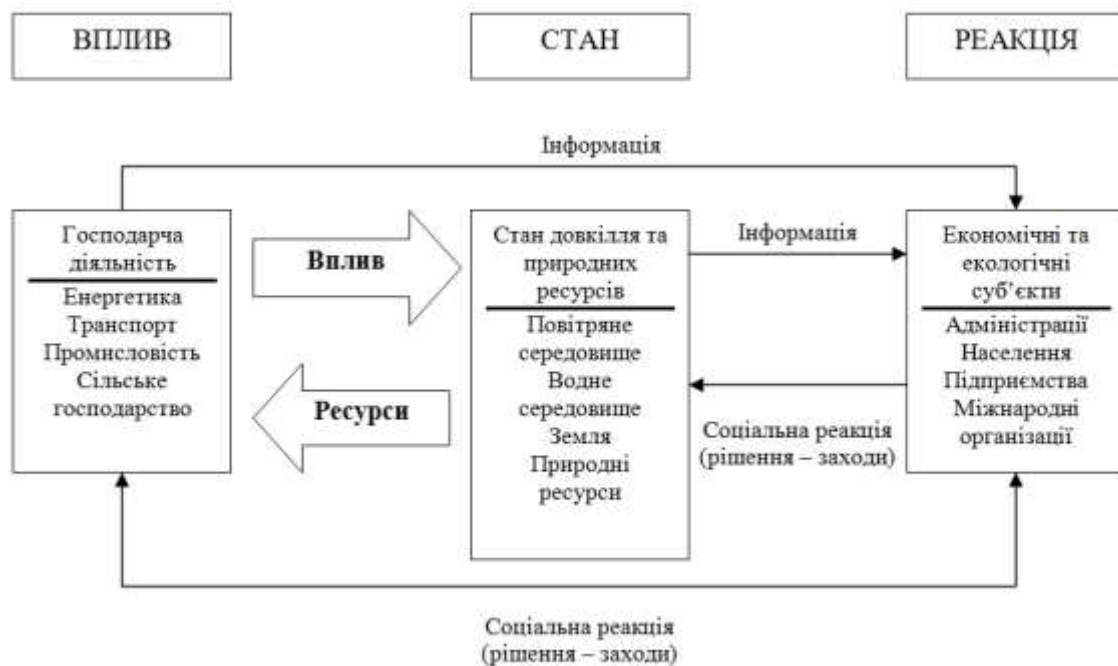 ВПЛИВ
СТАН
РЕАКЦІЯ
Інформація
Господарча
діяльність
Енергетика
Транспорт
Промисловість
Сільське
господарство
Вплив
Ресурси
Стан довкілля та
природних
ресурсів
Повітряне
середовище
Водне
середовище
Земля
Природні
ресурси
Інформація
Соціальна реакція
(рішення – заходи)
Економічні та
екологічні
суб’єкти
Адміністрації
Населення
Підприємства
Міжнародні
організації
Соціальна реакція
(рішення – заходи)